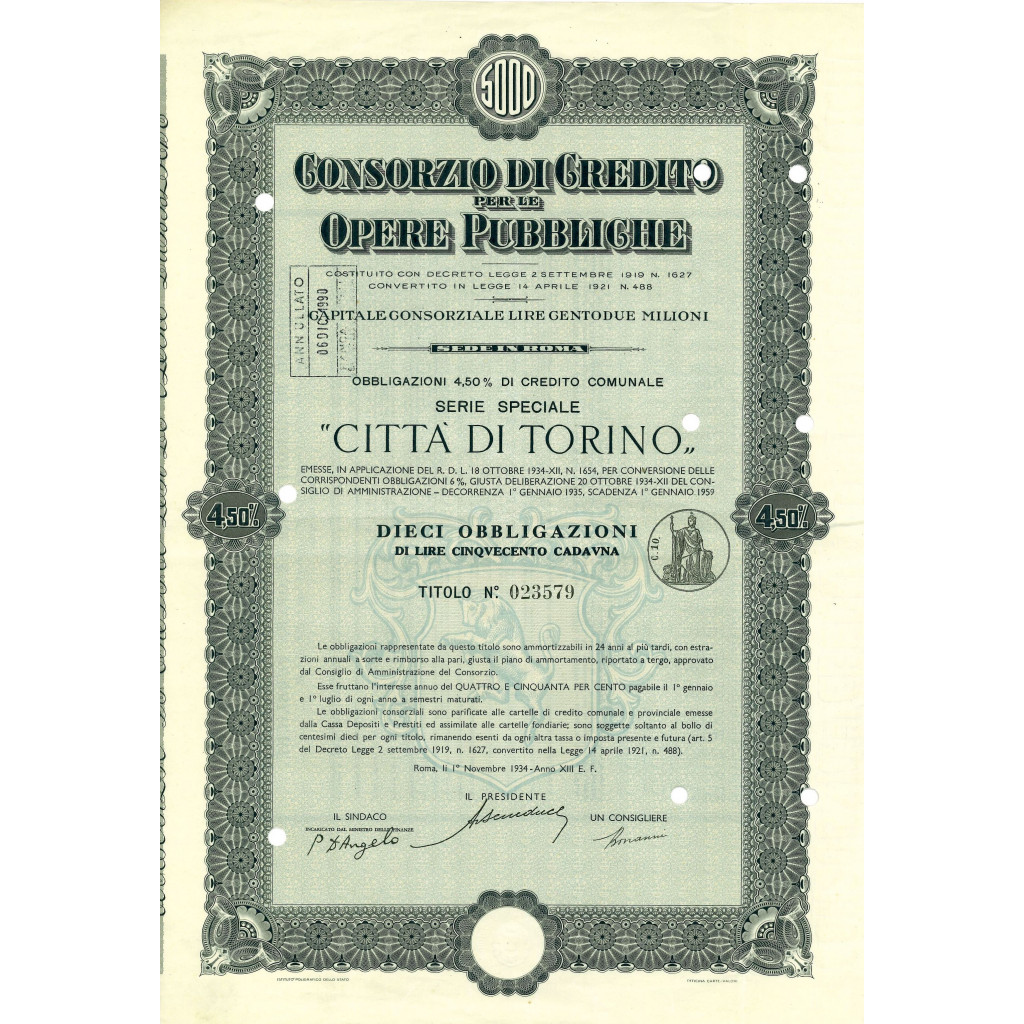 5000
CONSORZIO DI CREDITO
PER LE
OPERE PUBBLICHE
COSTITUITO CON DECRETO LEGGE 2 SETTEMBRE 1919 N. 1627
CONVERTITO IN LEGGE 14 APRILE 1921 N. 488
ANNULLATO
06 DIC 1990
CAPITALE CONSORZIALE LIRE CENTODUE MILIONI
SEDE IN ROMA
OBBLIGAZIONI 4,50% DI CREDITO COMUNALE
SERIE SPECIALE
"CITTÀ DI TORINO„
EMESSE, IN APPLICAZIONE DEL R. D. L. 18 OTTOBRE 1934-XII, N. 1654, PER CONVERSIONE DELLE
CORRISPONDENTI OBBLIGAZIONI 6%, GIUSTA DELIBERAZIONE 20 OTTOBRE 1934-XII DEL CON-
SIGLIO DI AMMINISTRAZIONE – DECORRENZA 1° GENNAIO 1935, SCADENZA 1° GENNAIO 1959
4,50%
4,50%
DIECI OBBLIGAZIONI
DI LIRE CINQVECENTO CADAVNA
C. 10.
TITOLO N° 023579
Le obbligazioni rappresentate da questo titolo sono ammortizzabili in 24 anni al più tardi, con estra-
zioni annuali a sorte e rimborso alla pari, giusta il piano di ammortamento, riportato a tergo, approvato
dal Consiglio di Amministrazione del Consorzio.
Esse fruttano l'interesse annuo del QUATTRO E CINQUANTA PER CENTO pagabile il 1° gennaio
e 1° luglio di ogni anno a semestri maturati.
Le obbligazioni consorziali sono parificate alle cartelle di credito comunale e provinciale emesse
dalla Cassa Depositi e Prestiti ed assimilate alle cartelle fondiarie; sono soggette soltanto al bollo di
centesimi dieci per ogni titolo, rimanendo esenti da ogni altra tassa o imposta presente e futura (art. 5
del Decreto Legge 2 settembre 1919, n. 1627, convertito nella Legge 14 aprile 1921, n. 488).
Roma, li 1° Novembre 1934-Anno XIII E. F.
IL PRESIDENTE
IL SINDACO
UN CONSIGLIERE
INCARICATO DAL MINISTRO DELLE FINANZE
P D'Angelo
Bonanni
ISTITUTO POLIGRAFICO DELLO STATO